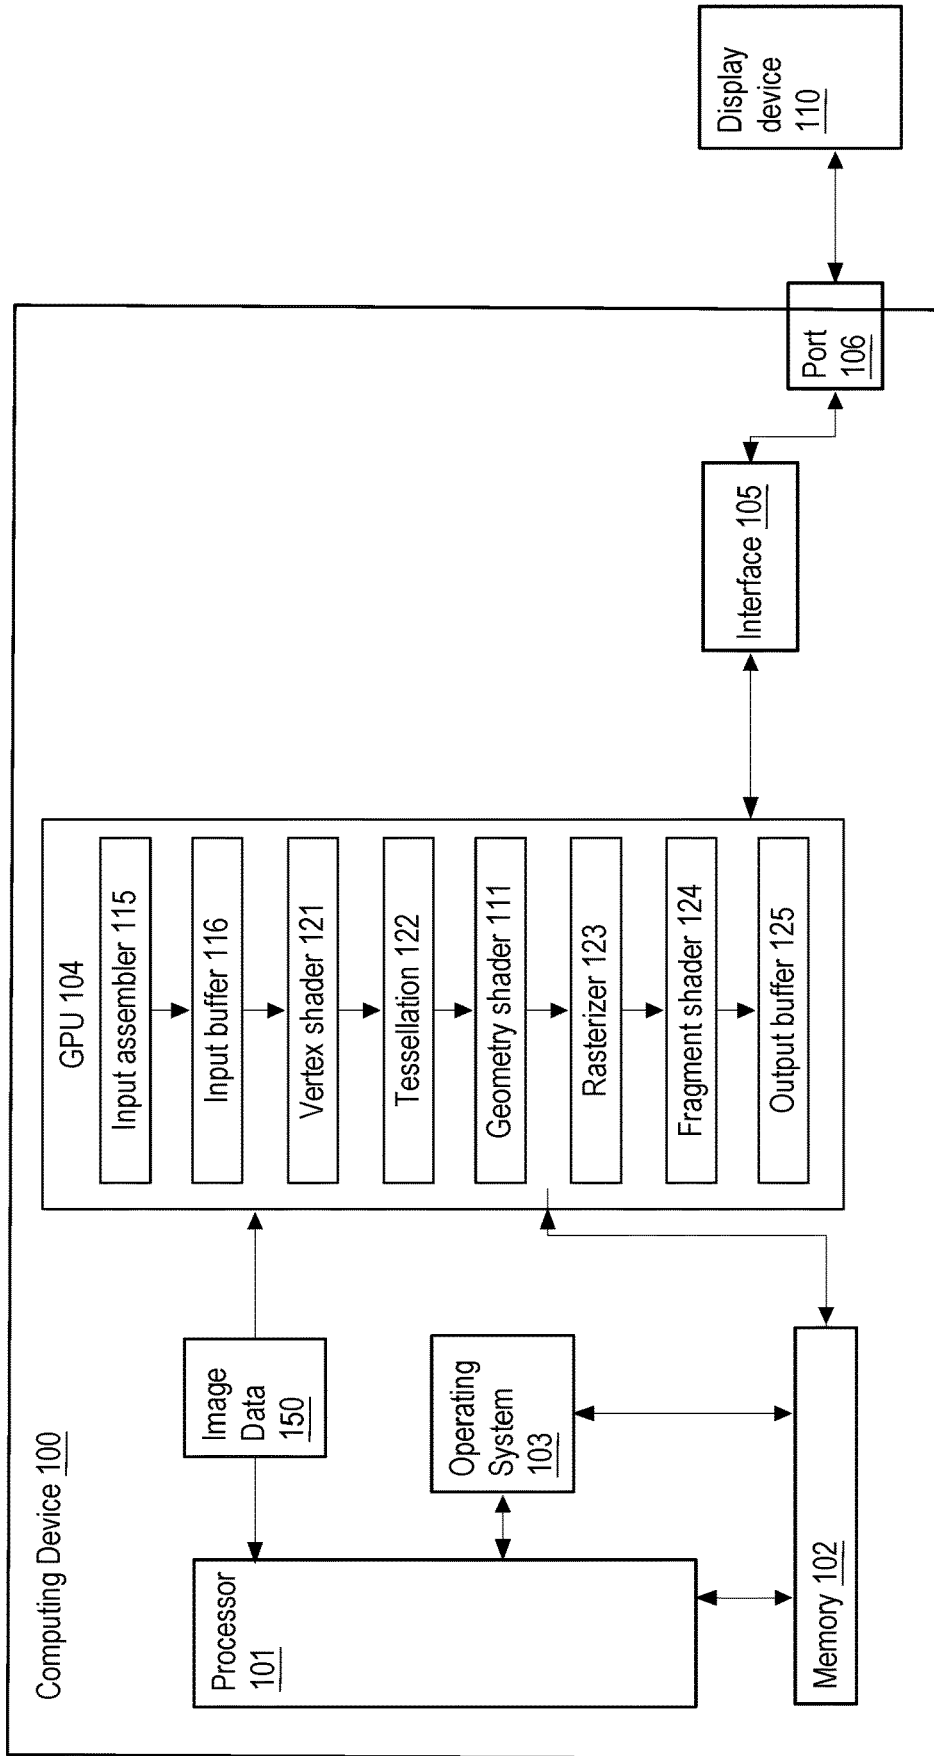 Computing Device 100
Processor
101
Image
Data
150
Operating
System
103
Memory 102
GPU 104
Input assembler 115
Input buffer 116
Vertex shader 121
Tessellation 122
Geometry shader 111
Rasterizer 123
Fragment shader 124
Output buffer 125
Interface 105
Port
106
Display
device
110